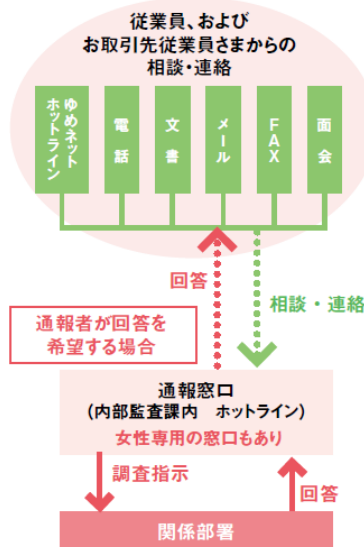 従業員、および
お取引先従業員さまからの
相談・連絡
ゆめネット
ホットライン
電話
文書
メール
FAX
面会
回答
相談・連絡
通報者が回答を
希望する場合
通報窓口
(内部監査課内　ホットライン)
女性専用の窓口もあり
調査指示
回答
関係部署